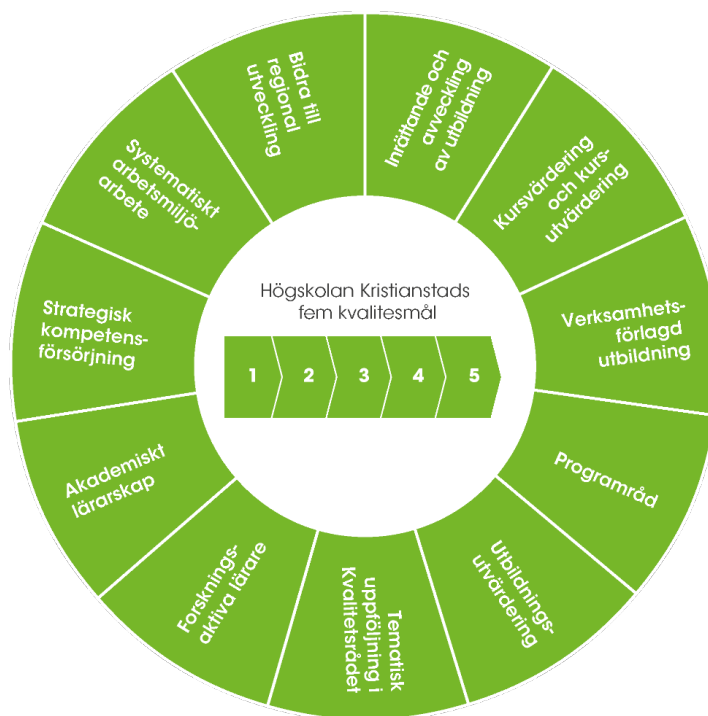 Inrättande och
avveckling
av utbildning
Kursvärdering
och kurs-
utvärdering
Verksamhets-
förlagd
utbildning
Programråd
Utbildnings-
utvärdering
Tematisk
uppföljning i
Kvalitetsrådet
Forsknings-
aktiva lärare
Akademiskt
lärarskap
Strategisk
kompetens-
försörjning
Systematiskt
arbetsmiljö-
arbete
Bidra till
regional
utveckling
Högskolan Kristianstads
fem kvalitesmål
1 2 3 4 5